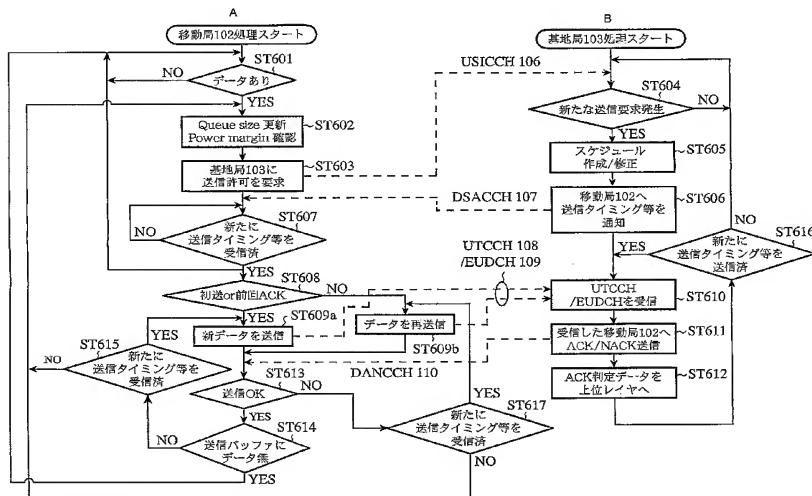 A
移動局102処理スタート
ST601
NO
データあり
YES
Queue size 更新
Power margin 確認
ST602
基地局103に
送信許可を要求
ST603
ST607
NO
新たに
送信タイミング等を
受信済
YES
ST608
初送or前回ACK
NO
YES
ST609a
新データを送信
データを再送信
ST609b
YES
ST615
NO
新たに
送信タイミング等を
受信済
ST613
送信OK
NO
YES
ST614
NO
送信バッファに
データ無
YES
YES
ST617
新たに
送信タイミング等を
受信済
NO
USICCH 106
DSACCH 107
UTCCH 108
/EUDCH 109
DANCCH 110
B
基地局103処理スタート
ST604
新たな送信要求発生
NO
YES
ST605
スケジュール
作成/修正
移動局102へ
送信タイミング等を
通知
ST606
NO
ST616
YES
新たに
送信タイミング等を
送信済
UTCCH
/EUDCHを受信
ST610
受信した移動局102へ
ACK/NACK送信
ST611
ACK判定データを
上位レイヤへ
ST612